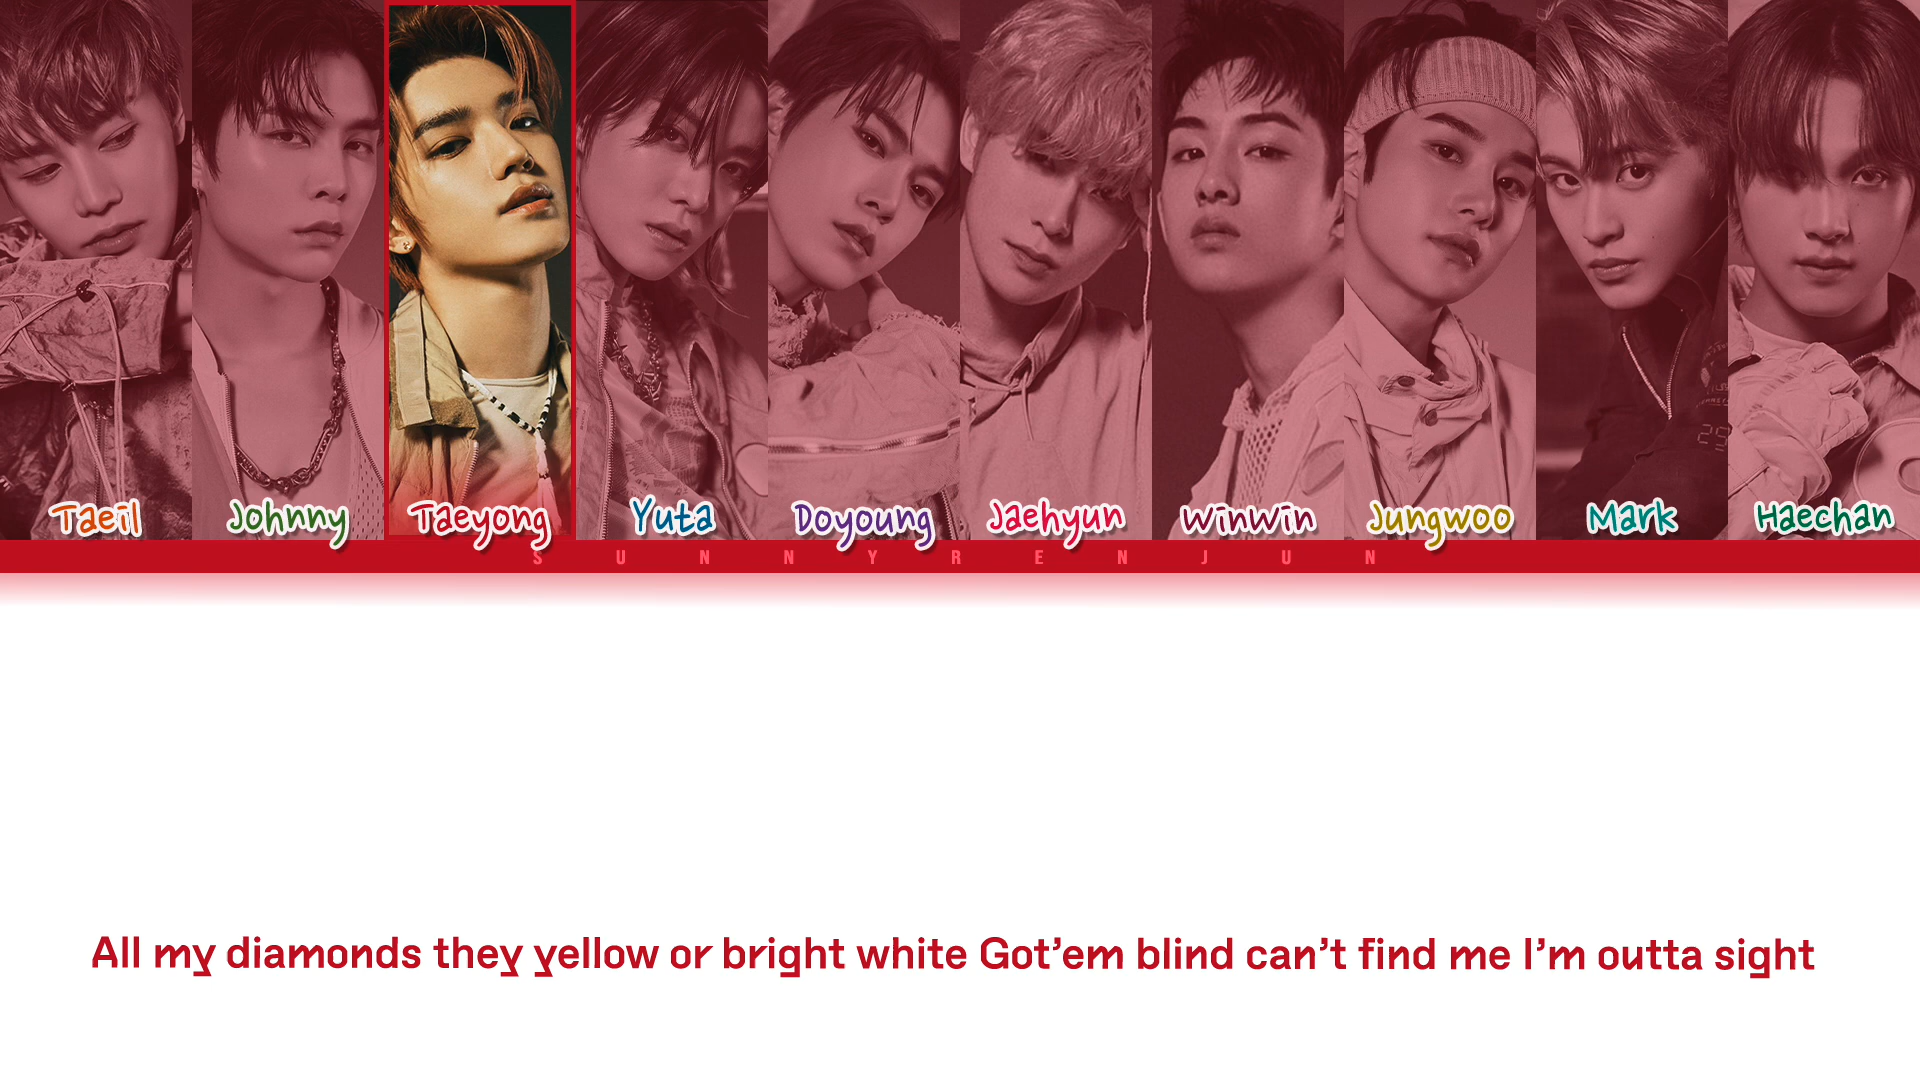 Taeil Johnny Taeyong Yuta Doyoung Jaehyun WinWin Jungwoo Mark Haechan
SUNNYRENJUN
All my diamonds they yellow or bright white Got’em blind can’t find me I’m outta sight